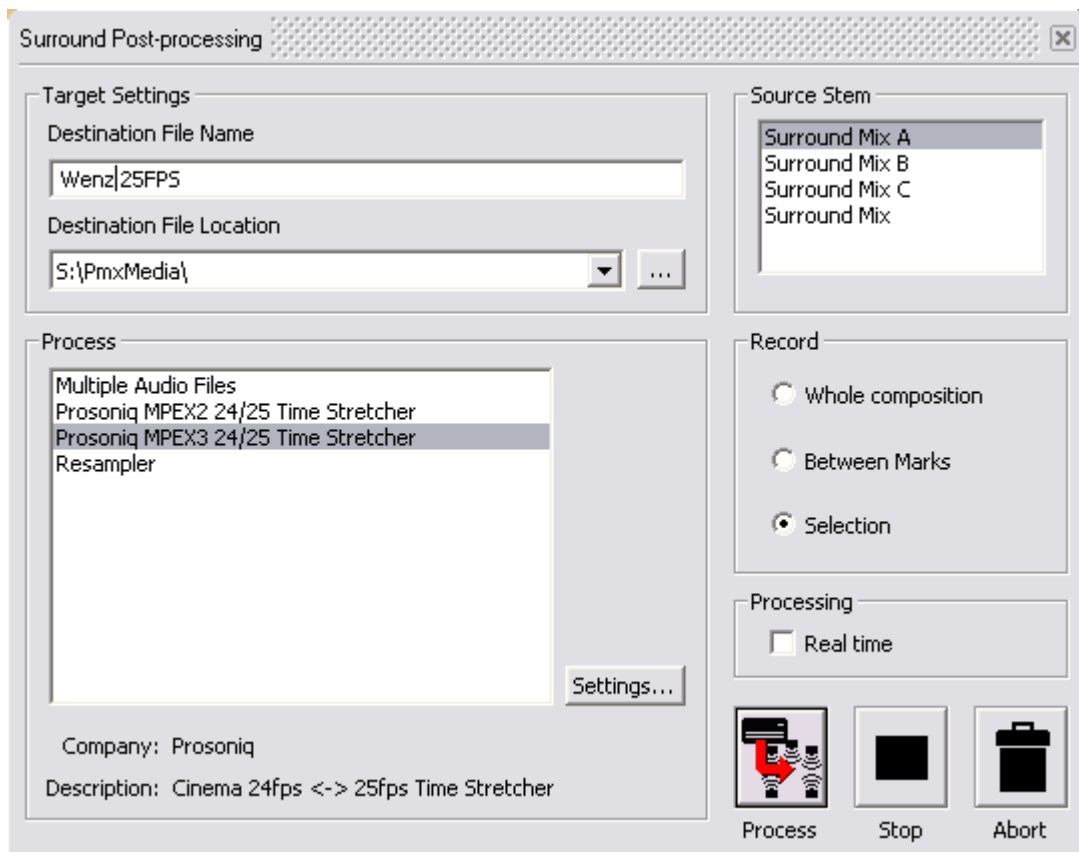 Surround Post-processing
Target Settings
Destination File Name
Wenz 25FPS
Destination File Location
S:\PmxMedia\
...
Source Stem
Surround Mix A
Surround Mix B
Surround Mix C
Surround Mix
Process
Multiple Audio Files
Prosoniq MPEX2 24/25 Time Stretcher
Prosoniq MPEX3 24/25 Time Stretcher
Resampler
Settings...
Company: Prosoniq
Description: Cinema 24fps <-> 25fps Time Stretcher
Record
Whole composition
Between Marks
Selection
Processing
Real time
Process
Stop
Abort